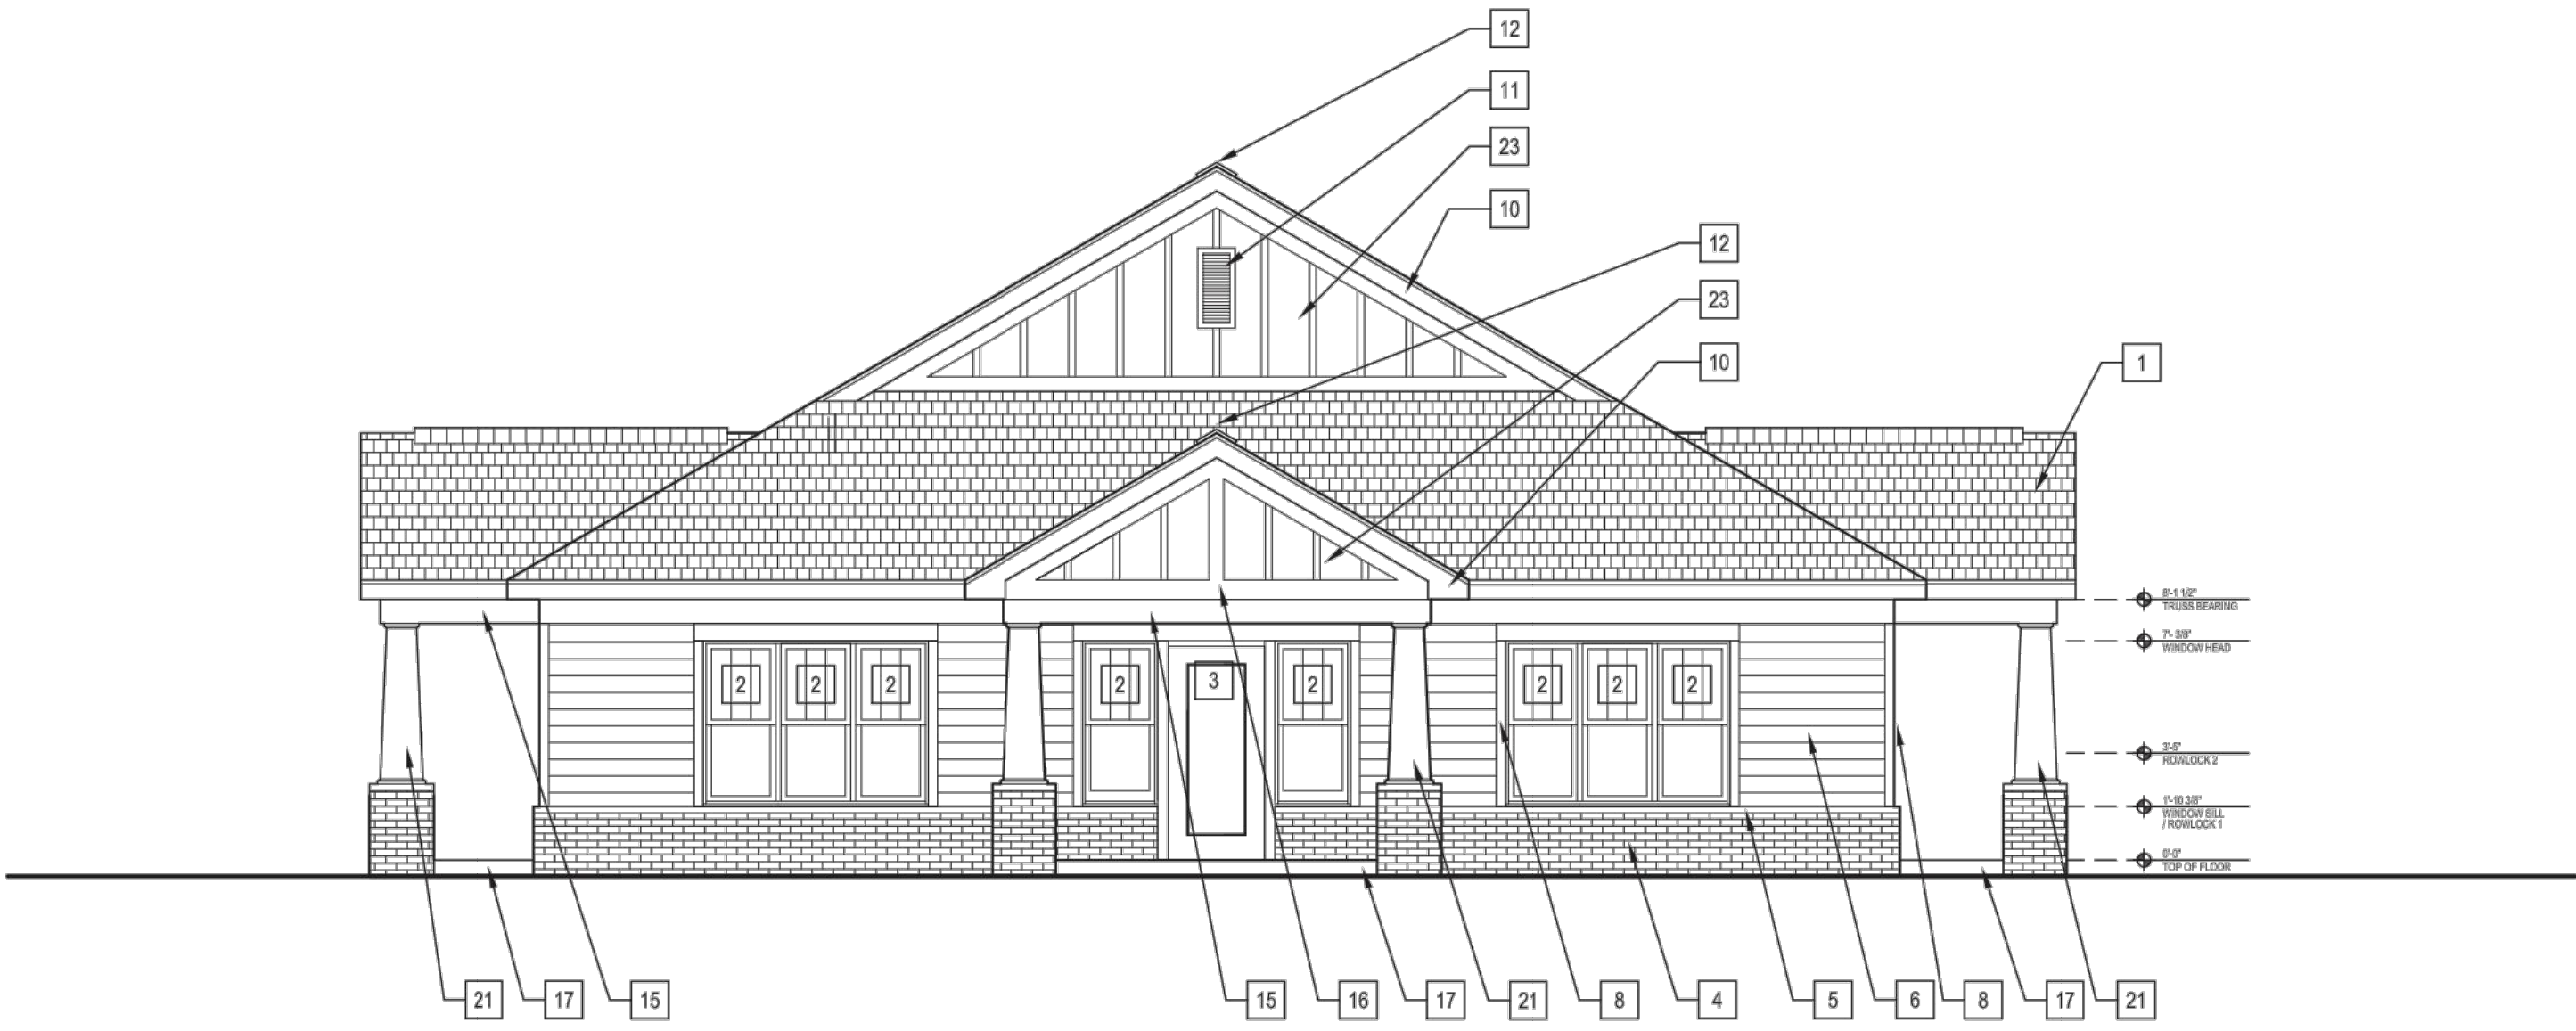 12
11
23
10
12
23
10
1
8'-1 1/2"
TRUSS BEARING
7'- 3/8"
WINDOW HEAD
2 2 2 2 3 2 2 2 2
3'-5"
ROWLOCK 2
1'-10 3/8"
WINDOW SILL
/ ROWLOCK 1
0'-0"
TOP OF FLOOR
21 17 15 15 16 17 21 8 4 5 6 8 17 21